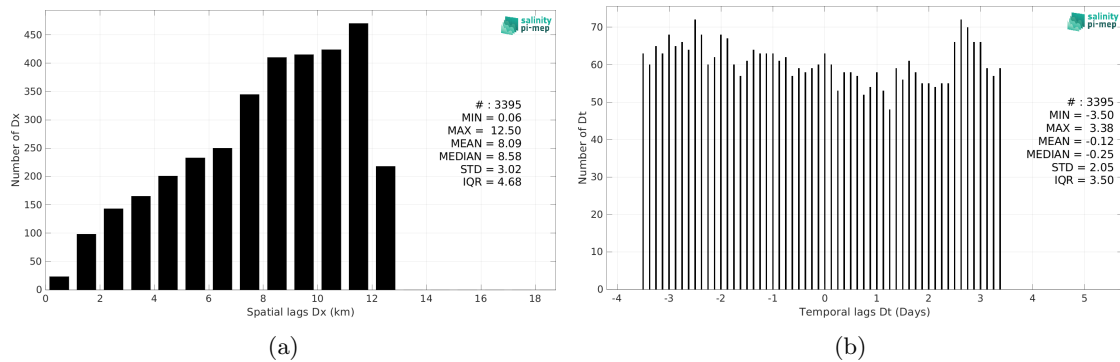 450
400
350
300
250
200
150
100
50
0
Number of Dx
0 2 4 6 8 10 12 14 16 18
Spatial lags Dx (km)
salinity
pi-mep
# : 3395
MIN = 0.06
MAX = 12.50
MEAN = 8.09
MEDIAN = 8.58
STD = 3.02
IQR = 4.68
(a)
70
60
50
40
30
20
10
0
Number of Dt
-4 -3 -2 -1 0 1 2 3 4 5
Temporal lags Dt (Days)
salinity
pi-mep
# : 3395
MIN = -3.50
MAX = 3.38
MEAN = -0.12
MEDIAN = -0.25
STD = 2.05
IQR = 3.50
(b)